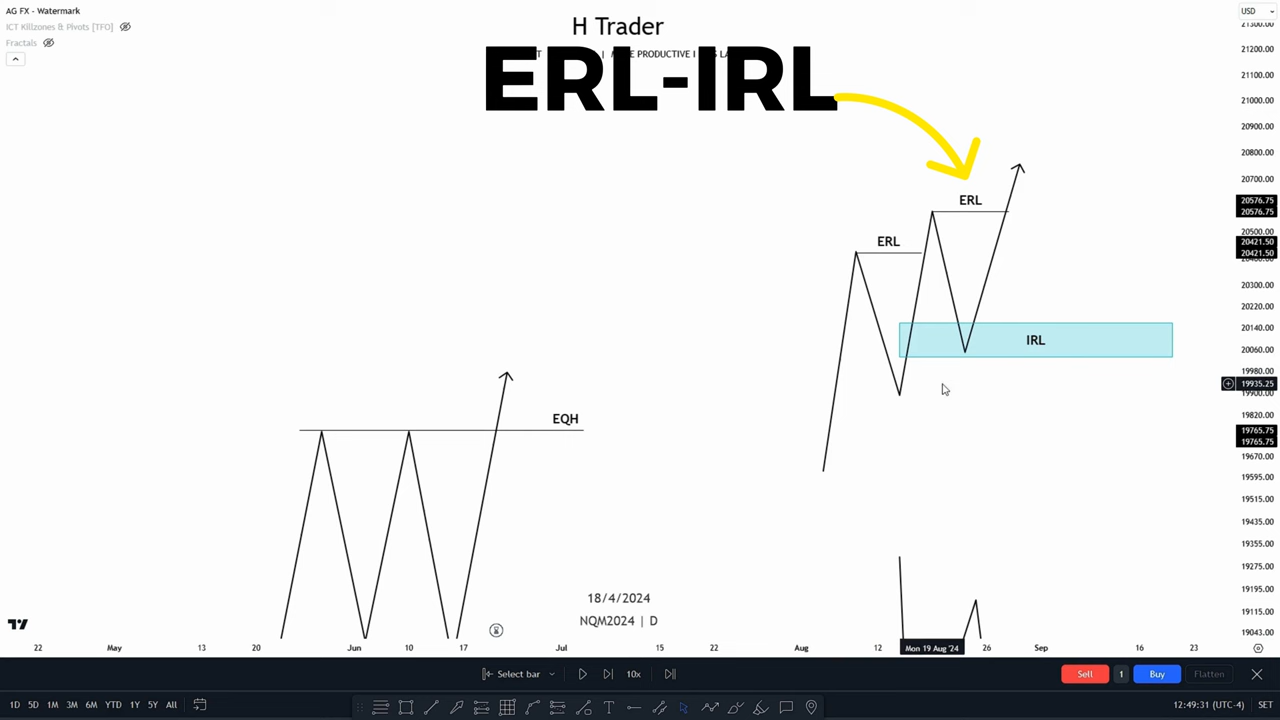 AG FX - Watermark
ICT Killzones & Pivots [TFO]
Fractals
H Trader
ERL-IRL
ERL
ERL
IRL
EQH
18/4/2024
NQM2024 | D
USD
21300.00
21200.00
21100.00
21000.00
20900.00
20800.00
20700.00
20576.75
20576.75
20500.00
20421.50
20421.50
20400.00
20300.00
20220.00
20140.00
20060.00
19980.00
19935.25
19900.00
19820.00
19765.75
19765.75
19670.00
19595.00
19515.00
19435.00
19355.00
19275.00
19195.00
19115.00
19043.00
22 May 13 20 Jun 10 17 Jul 15 22 Aug 12 Mon 19 Aug '24 26 Sep 16 23
Select bar 10x Sell 1 Buy Flatten
1D 5D 1M 3M 6M YTD 1Y 5Y All 12:49:31 (UTC-4) SET